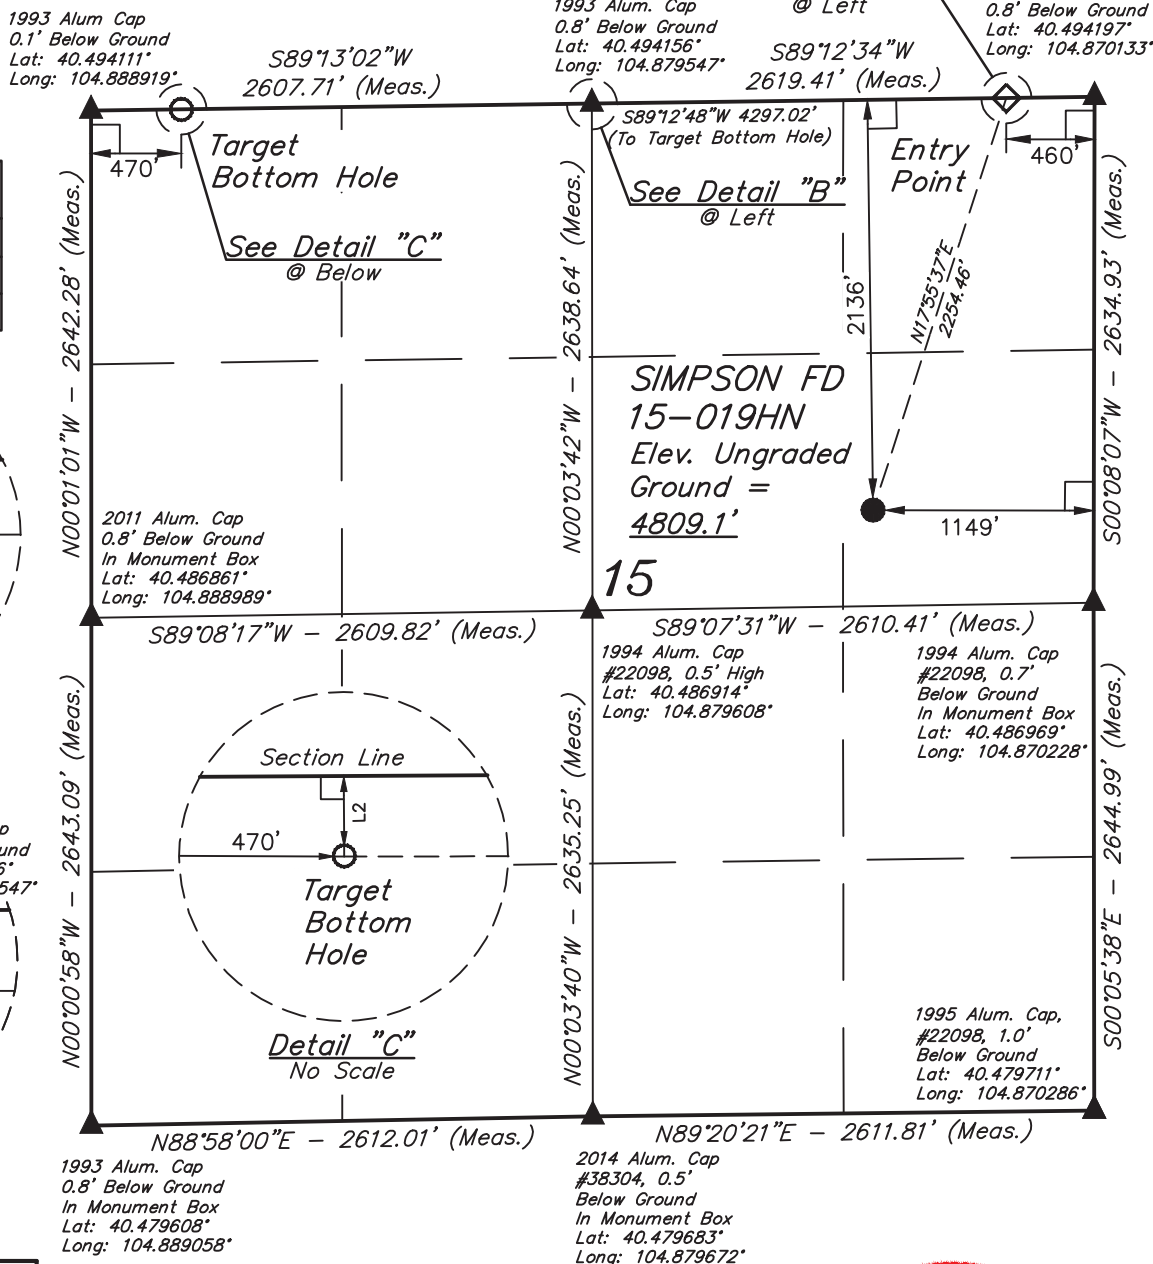 1993 Alum Cap
0.1' Below Ground
Lat: 40.494111°
Long: 104.888919°
S89°13'02"W
2607.71' (Meas.)
1993 Alum. Cap
0.8' Below Ground
Lat: 40.494156°
Long: 104.879547°
@ Left
S89°12'34"W
2619.41' (Meas.)
0.8' Below Ground
Lat: 40.494197°
Long: 104.870133°
470'
Target
Bottom Hole
See Detail "C"
@ Below
S89°12'48"W 4297.02'
(To Target Bottom Hole)
See Detail "B"
@ Left
Entry
Point
460'
N00°01'01"W – 2642.28' (Meas.)
N00°03'42"W – 2638.64' (Meas.)
2136'
N17°55'37"E
2254.46'
S00°08'07"W – 2634.93' (Meas.)
SIMPSON FD
15-019HN
Elev. Ungraded
Ground =
4809.1'
1149'
2011 Alum. Cap
0.8' Below Ground
In Monument Box
Lat: 40.486861°
Long: 104.888989°
15
S89°08'17"W – 2609.82' (Meas.)
S89°07'31"W – 2610.41' (Meas.)
1994 Alum. Cap
#22098, 0.5' High
Lat: 40.486914°
Long: 104.879608°
1994 Alum. Cap
#22098, 0.7'
Below Ground
In Monument Box
Lat: 40.486969°
Long: 104.870228°
N00°00'58"W – 2643.09' (Meas.)
Section Line
L2
470'
Target
Bottom
Hole
Detail "C"
No Scale
N00°03'40"W – 2635.25' (Meas.)
S00°05'38"E – 2644.99' (Meas.)
547°
1995 Alum. Cap,
#22098, 1.0'
Below Ground
Lat: 40.479711°
Long: 104.870286°
N88°58'00"E – 2612.01' (Meas.)
N89°20'21"E – 2611.81' (Meas.)
1993 Alum. Cap
0.8' Below Ground
In Monument Box
Lat: 40.479608°
Long: 104.889058°
2014 Alum. Cap
#38304, 0.5'
Below Ground
In Monument Box
Lat: 40.479683°
Long: 104.879672°